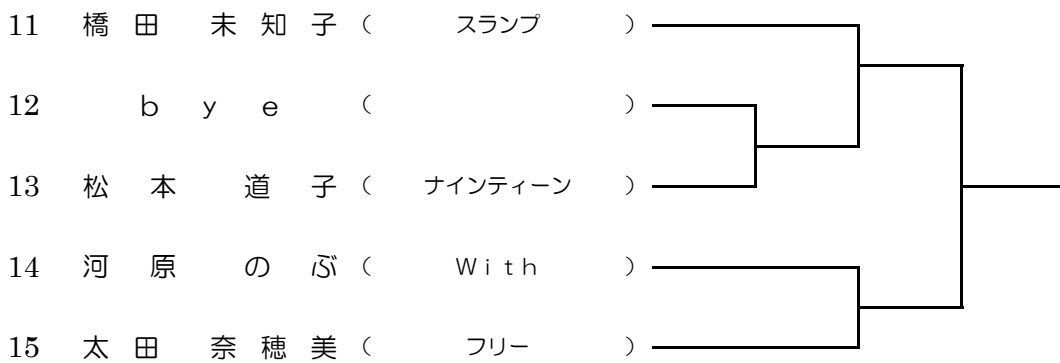 11 橋田 未知子 ( スランプ )
12 bye ( )
13 松本 道子 ( ナインティーン )
14 河原 のぶ ( With )
15 太田 奈穂美 ( フリー )